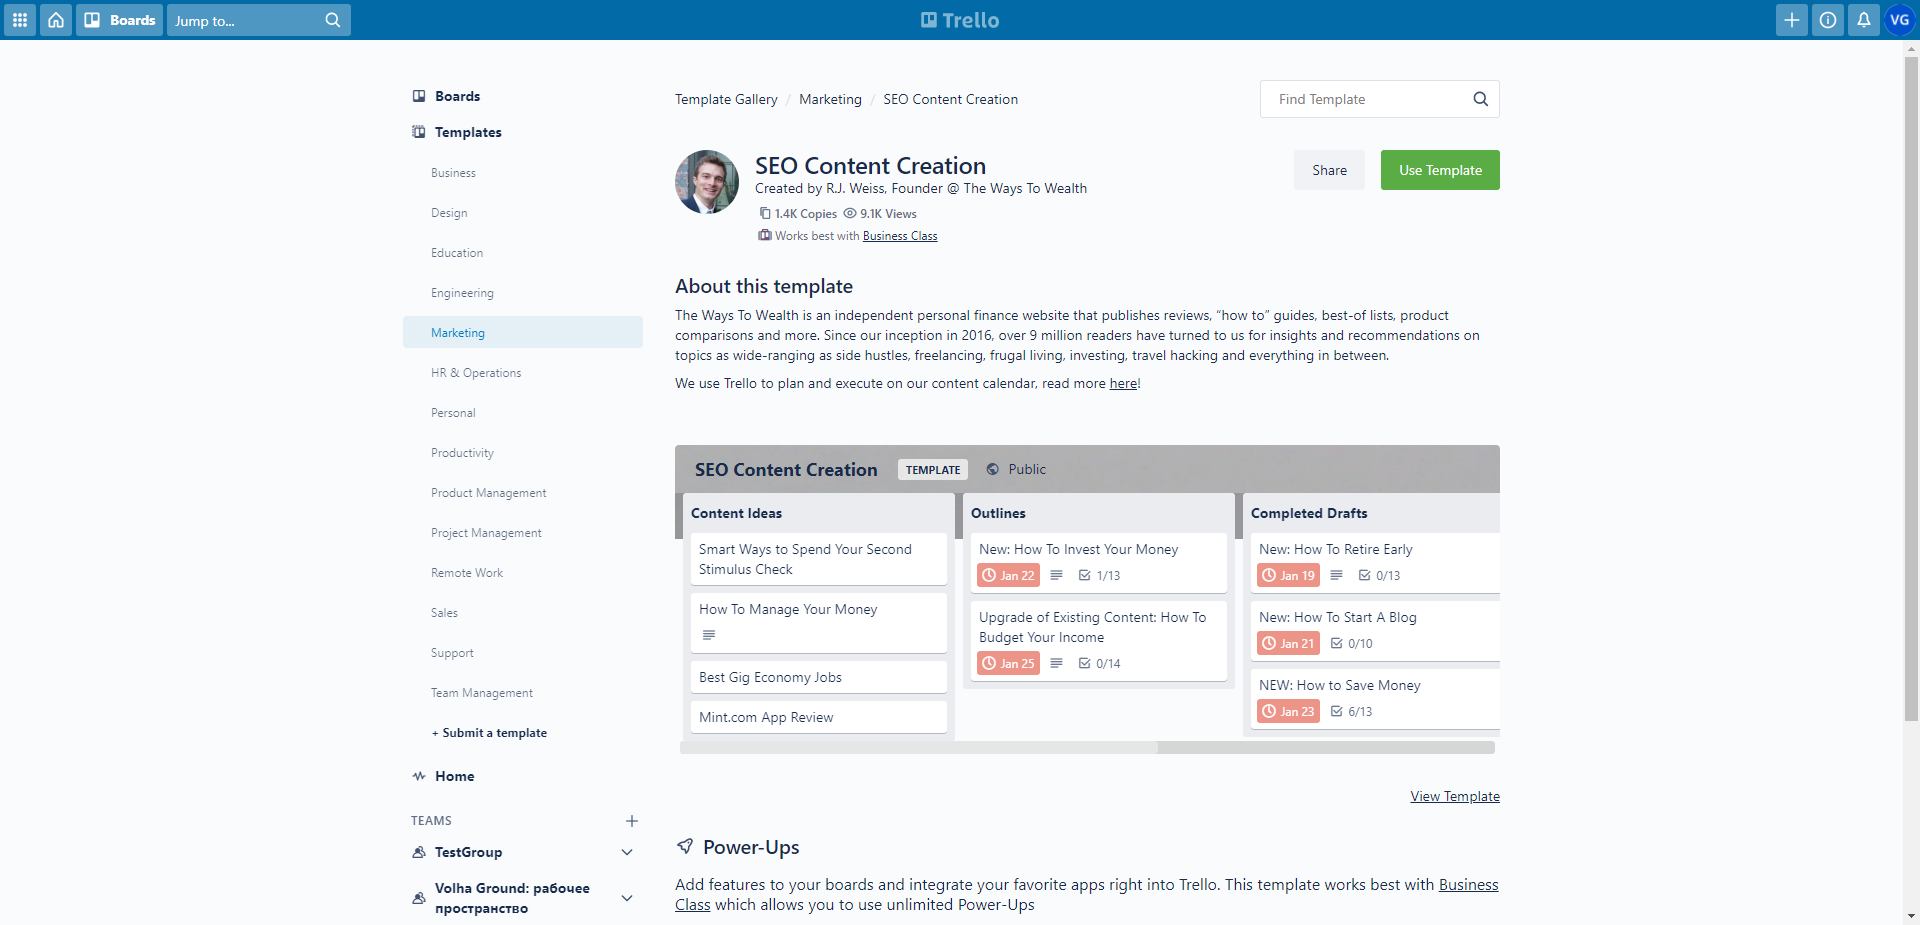 Boards
Jump to...
Trello
VG
Boards
Templates
Business
Design
Education
Engineering
Marketing
HR & Operations
Personal
Productivity
Product Management
Project Management
Remote Work
Sales
Support
Team Management
+ Submit a template
Home
TEAMS
TestGroup
Volha Ground: рабочее
пространство
Template Gallery / Marketing / SEO Content Creation
Find Template
SEO Content Creation
Created by R.J. Weiss, Founder @ The Ways To Wealth
1.4K Copies 9.1K Views
Works best with Business Class
Share
Use Template
About this template
The Ways To Wealth is an independent personal finance website that publishes reviews, “how to” guides, best-of lists, product
comparisons and more. Since our inception in 2016, over 9 million readers have turned to us for insights and recommendations on
topics as wide-ranging as side hustles, freelancing, frugal living, investing, travel hacking and everything in between.
We use Trello to plan and execute on our content calendar, read more here!
SEO Content Creation TEMPLATE Public
Content Ideas
Smart Ways to Spend Your Second
Stimulus Check
How To Manage Your Money
Best Gig Economy Jobs
Mint.com App Review
Outlines
New: How To Invest Your Money
Jan 22 1/13
Upgrade of Existing Content: How To
Budget Your Income
Jan 25 0/14
Completed Drafts
New: How To Retire Early
Jan 19 0/13
New: How To Start A Blog
Jan 21 0/10
NEW: How to Save Money
Jan 23 6/13
View Template
Power-Ups
Add features to your boards and integrate your favorite apps right into Trello. This template works best with Business
Class which allows you to use unlimited Power-Ups